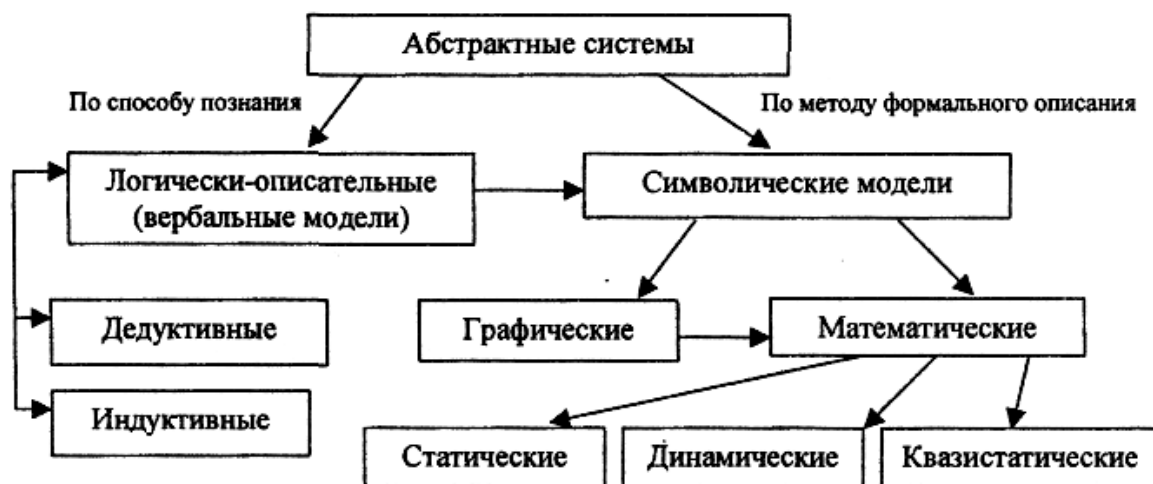 Абстрактные системы
По способу познания
По методу формального описания
Логически-описательные
(вербальные модели)
Символические модели
Дедуктивные
Графические
Математические
Индуктивные
Статические
Динамические
Квазистатические